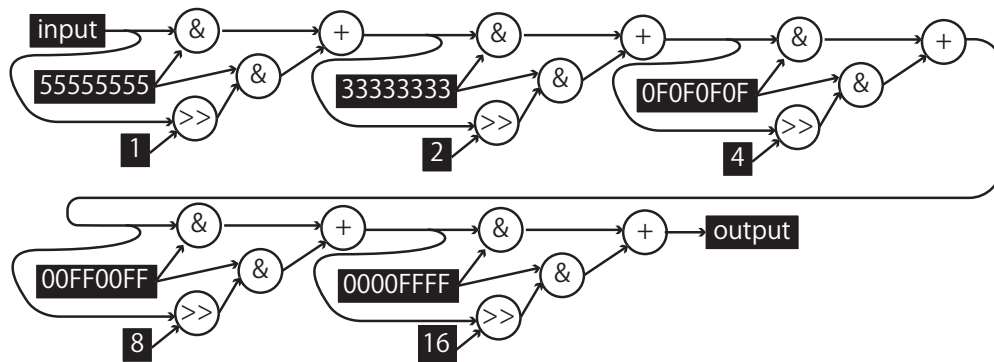 input & + & + & +
55555555 & 33333333 & 0F0F0F0F &
>> >> >>
1 2 4
& + & + output
00FF00FF & 0000FFFF &
>> >>
8 16